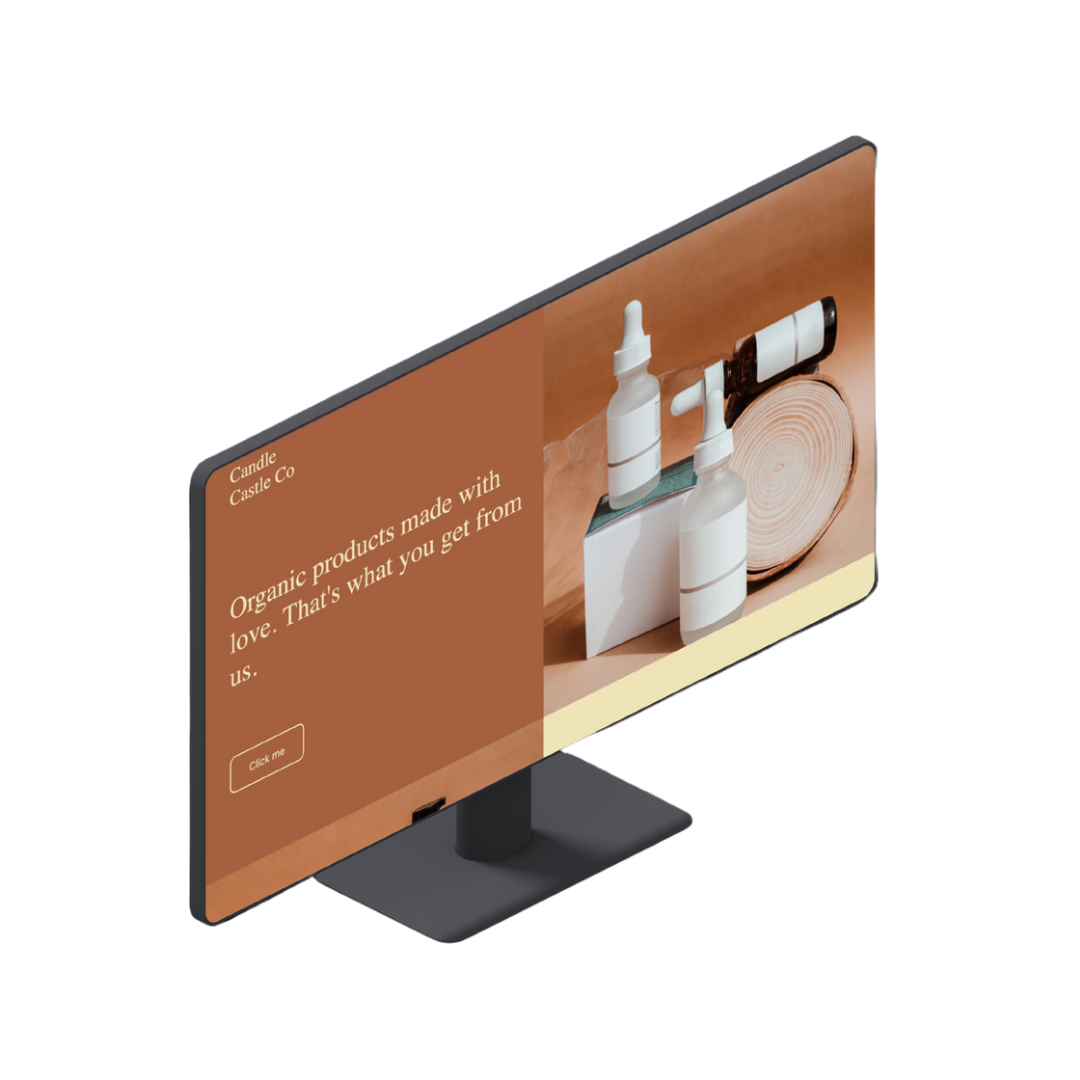 Candle
Castle Co
Organic products made with
love. That's what you get from
us.
Click me